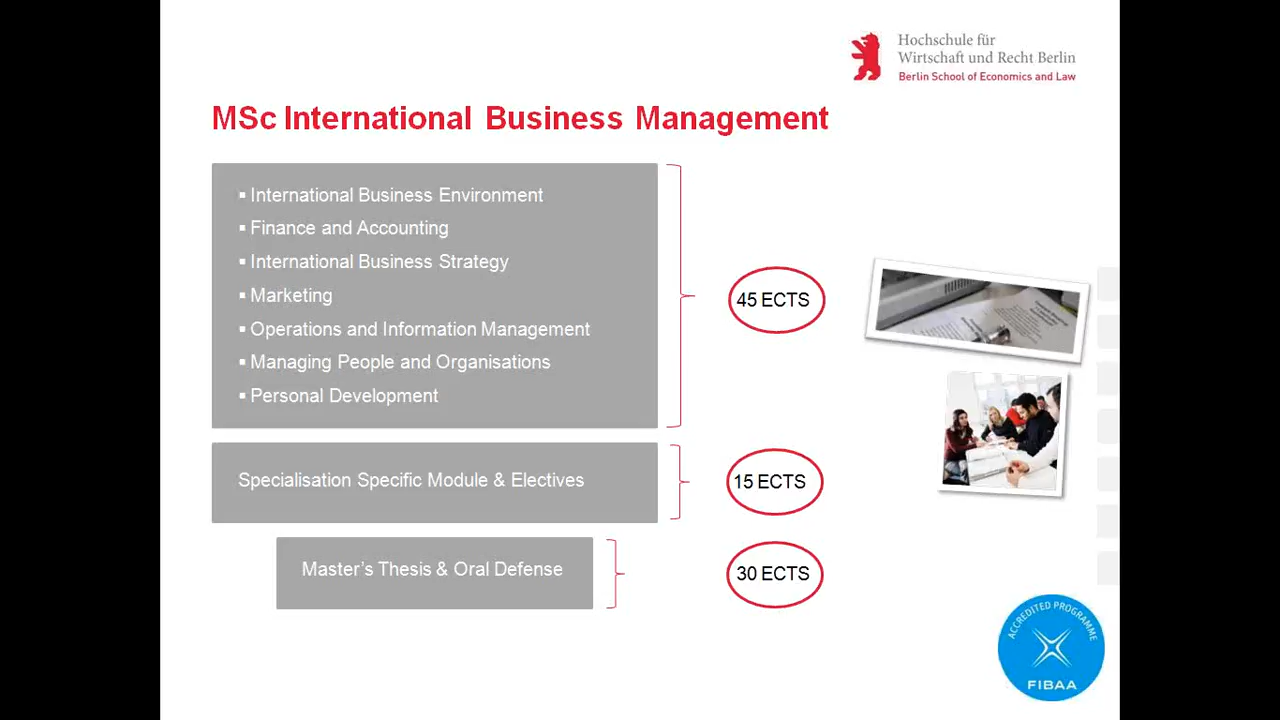 Hochschule für
Wirtschaft und Recht Berlin
Berlin School of Economics and Law
MSc International Business Management
▪ International Business Environment
▪ Finance and Accounting
▪ International Business Strategy
▪ Marketing
▪ Operations and Information Management
▪ Managing People and Organisations
▪ Personal Development
45 ECTS
Specialisation Specific Module & Electives
15 ECTS
Master's Thesis & Oral Defense
30 ECTS
ACCREDITED PROGRAMME
FIBAA